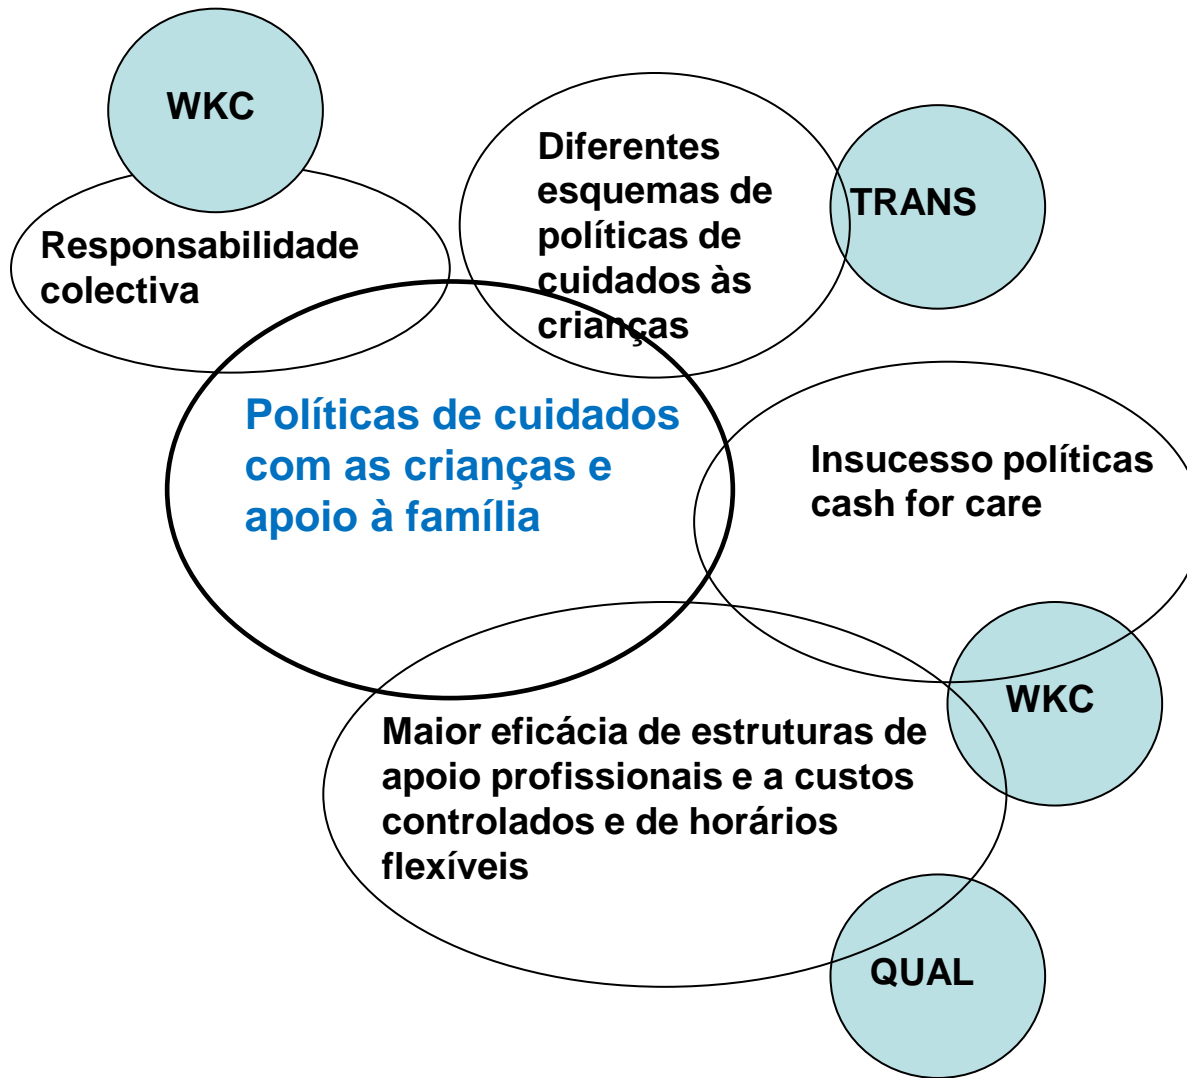 WKC
Responsabilidade
colectiva
Diferentes
esquemas de
políticas de
cuidados às
crianças
TRANS
Políticas de cuidados
com as crianças e
apoio à família
Insucesso políticas
cash for care
WKC
Maior eficácia de estruturas de
apoio profissionais e a custos
controlados e de horários
flexíveis
QUAL